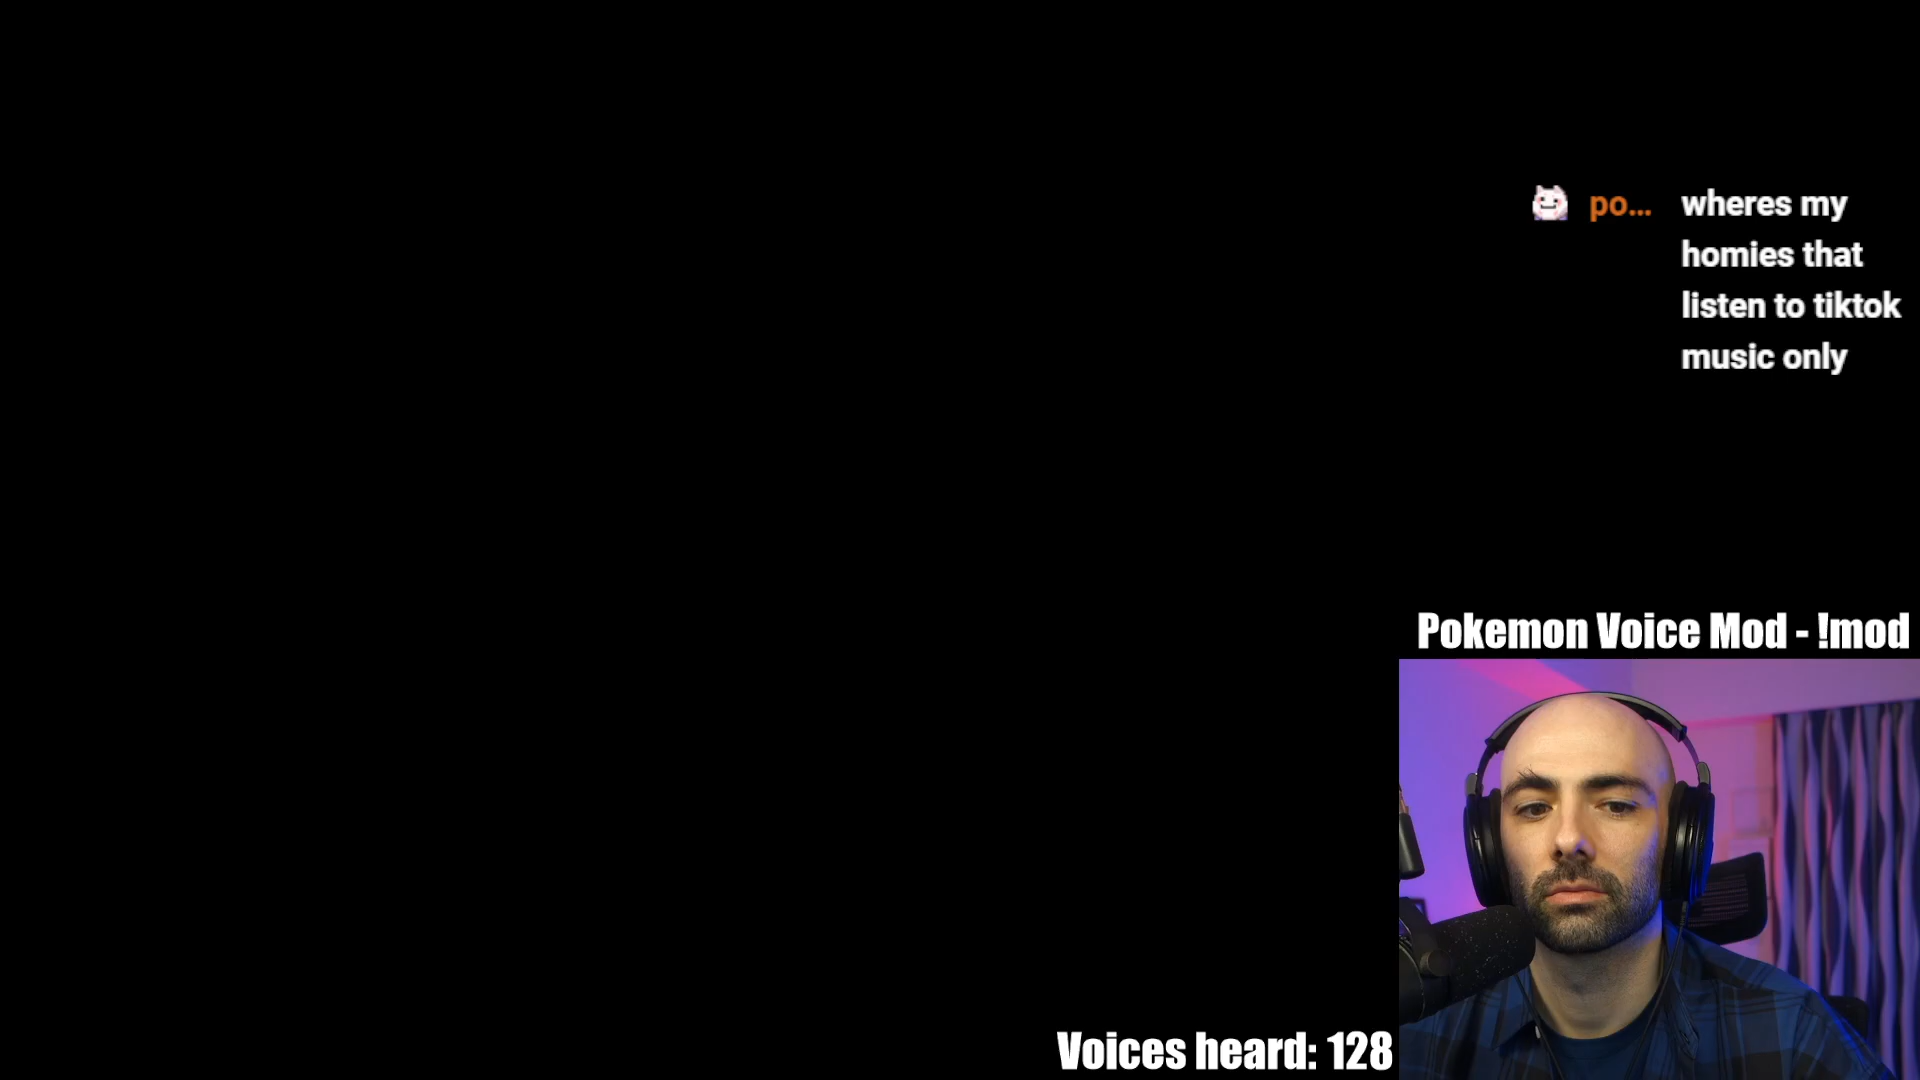 po... wheres my
homies that
listen to tiktok
music only
Pokemon Voice Mod - !mod
Voices heard: 128